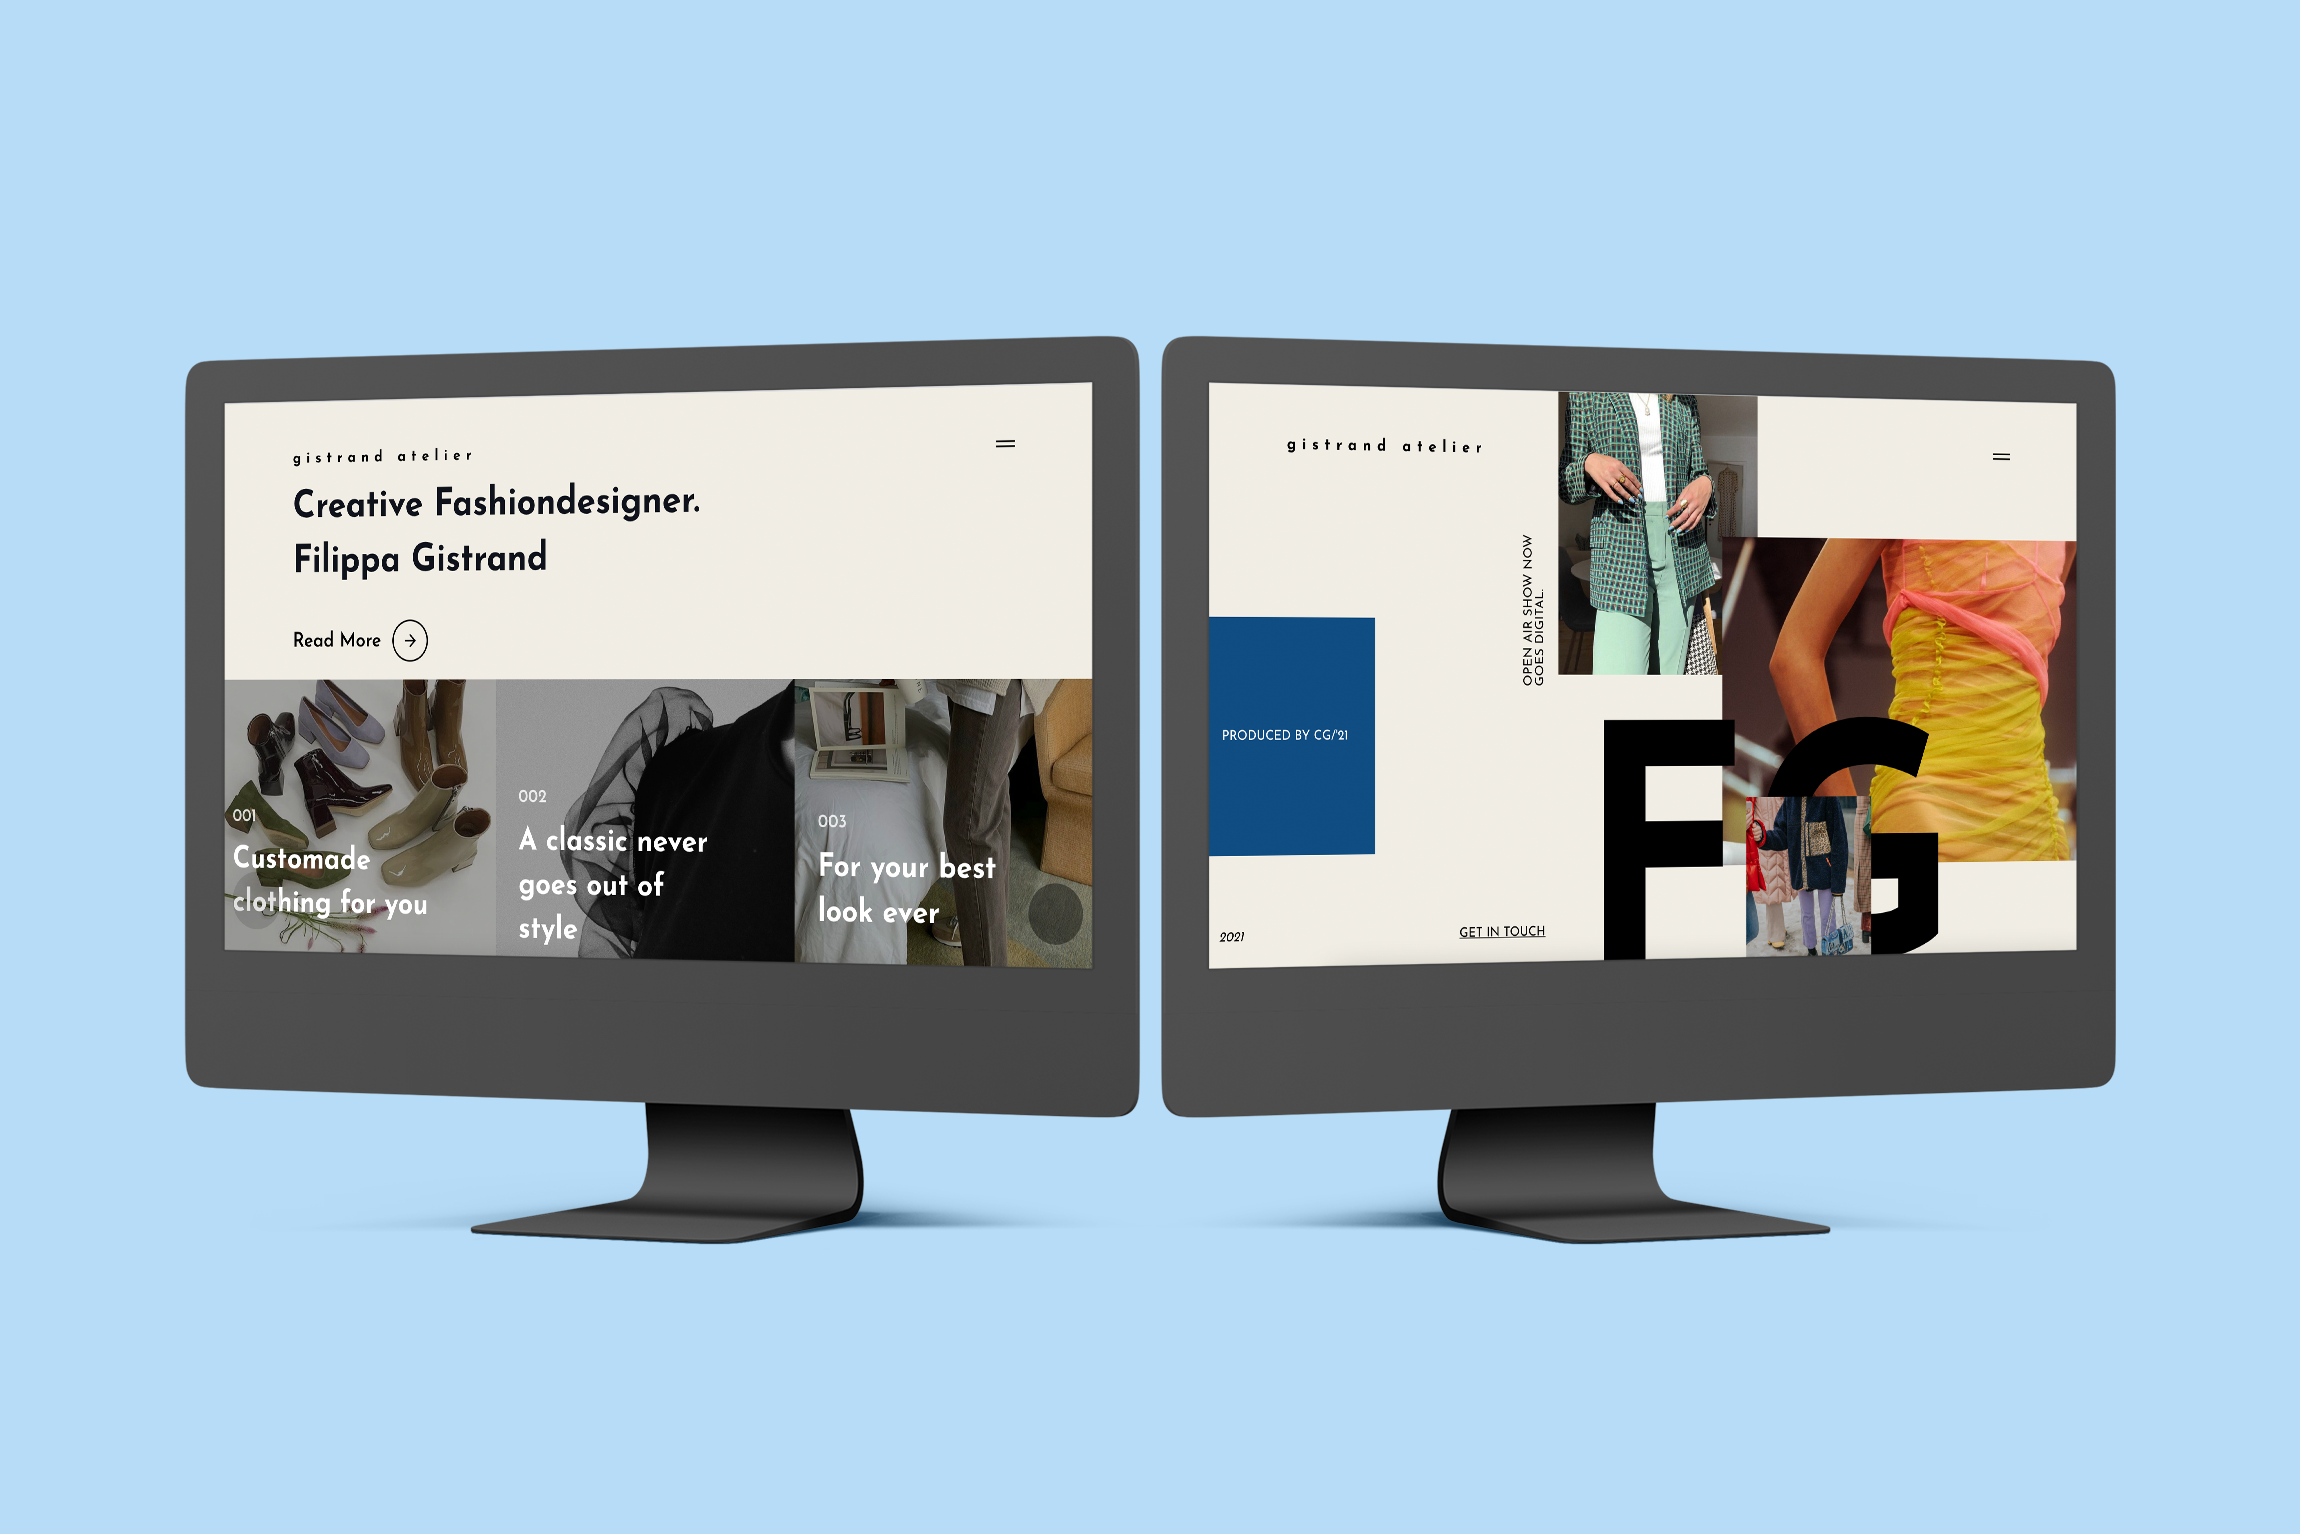 gistrand atelier
Creative Fashiondesigner.
Filippa Gistrand
Read More
001
Customade
clothing for you
002
A classic never
goes out of
style
003
For your best
look ever
gistrand atelier
OPEN AIR SHOW NOW
GOES DIGITAL.
PRODUCED BY CG/'21
FG
2021
GET IN TOUCH